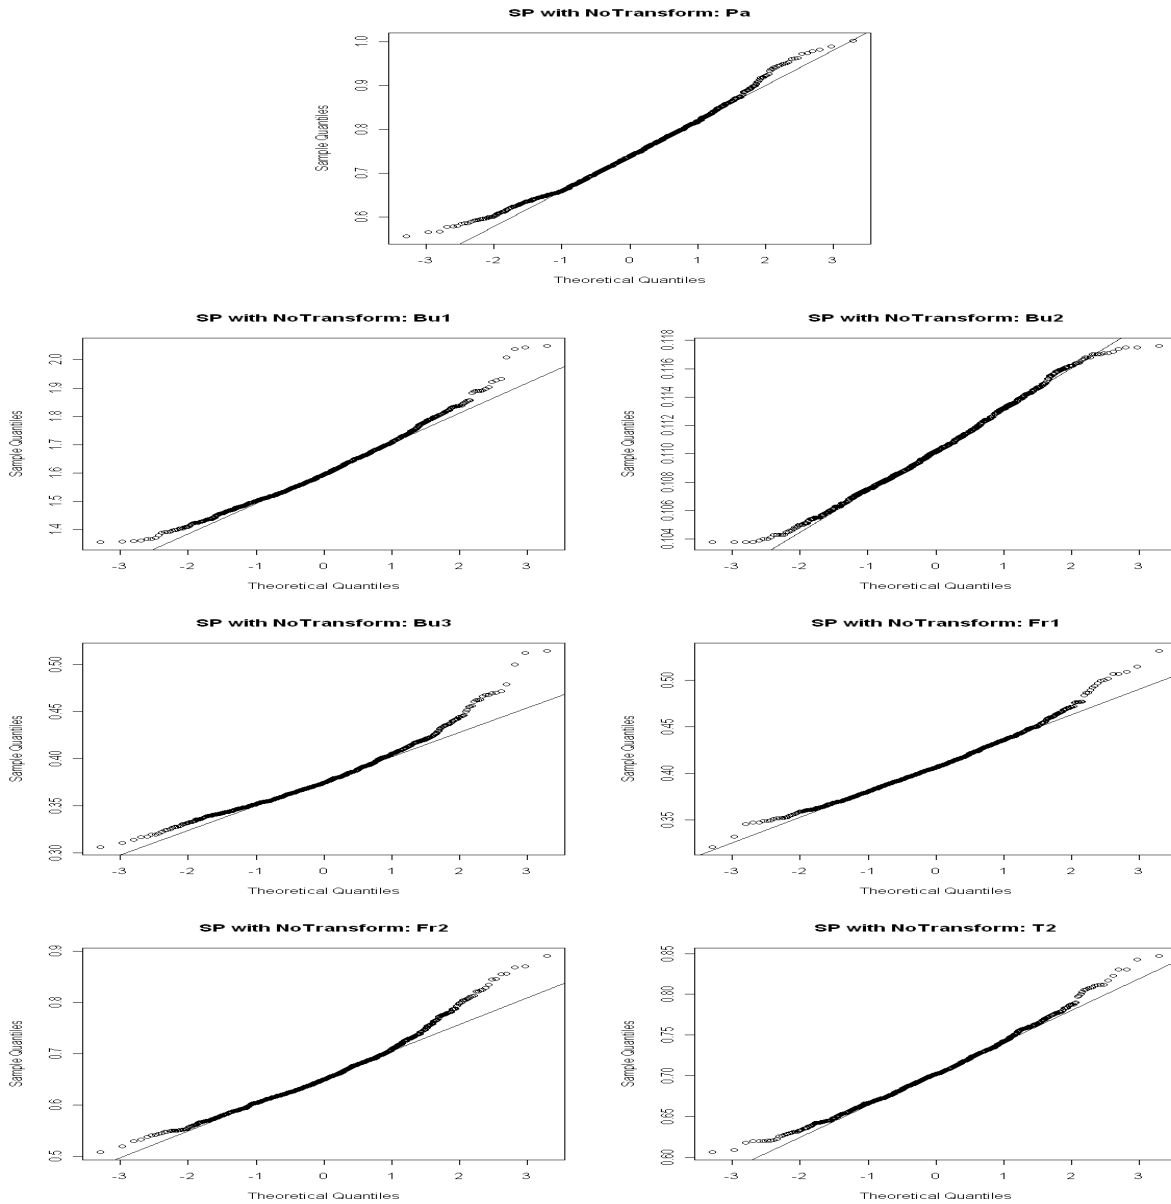 SP with NoTransform: Pa
Sample Quantiles
1.0
0.9
0.8
0.7
0.6
-3 -2 -1 0 1 2 3
Theoretical Quantiles
SP with NoTransform: Bu1
Sample Quantiles
2.0
1.9
1.8
1.7
1.6
1.5
1.4
-3 -2 -1 0 1 2 3
Theoretical Quantiles
SP with NoTransform: Bu2
Sample Quantiles
0.118
0.116
0.114
0.112
0.110
0.108
0.106
0.104
-3 -2 -1 0 1 2 3
Theoretical Quantiles
SP with NoTransform: Bu3
Sample Quantiles
0.50
0.45
0.40
0.35
0.30
-3 -2 -1 0 1 2 3
Theoretical Quantiles
SP with NoTransform: Fr1
Sample Quantiles
0.50
0.45
0.40
0.35
-3 -2 -1 0 1 2 3
Theoretical Quantiles
SP with NoTransform: Fr2
Sample Quantiles
0.9
0.8
0.7
0.6
0.5
-3 -2 -1 0 1 2 3
Theoretical Quantiles
SP with NoTransform: T2
Sample Quantiles
0.85
0.80
0.75
0.70
0.65
0.60
-3 -2 -1 0 1 2 3
Theoretical Quantiles